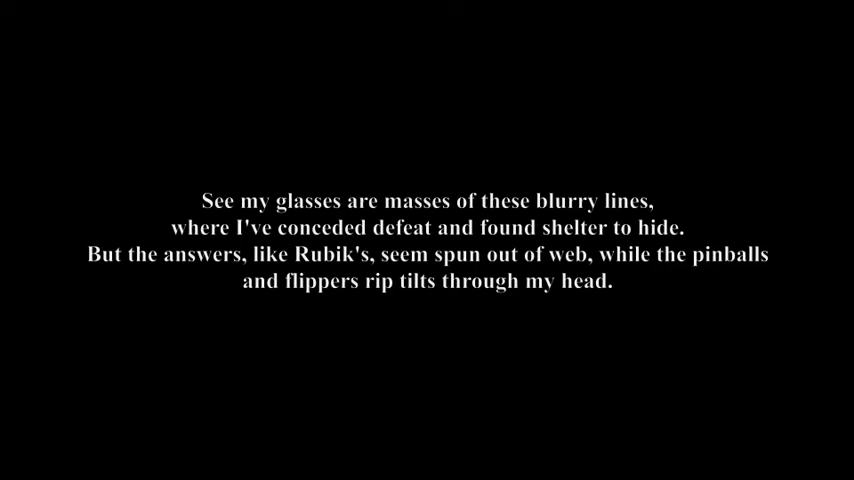 See my glasses are masses of these blurry lines,
where I've conceded defeat and found shelter to hide.
But the answers, like Rubik's, seem spun out of web, while the pinballs
and flippers rip tilts through my head.